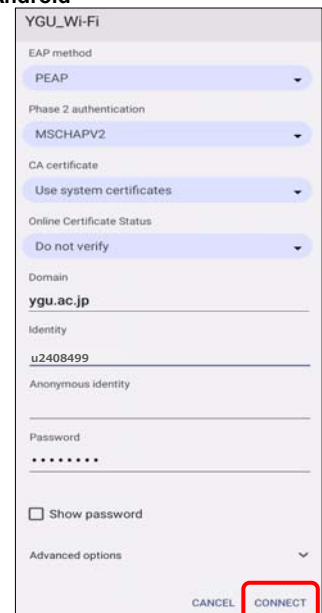 Android
YGU_Wi-Fi
EAP method
PEAP
Phase 2 authentication
MSCHAPV2
CA certificate
Use system certificates
Online Certificate Status
Do not verify
Domain
ygu.ac.jp
Identity
u2408499
Anonymous identity
Password
••••••••
Show password
Advanced options
CANCEL CONNECT